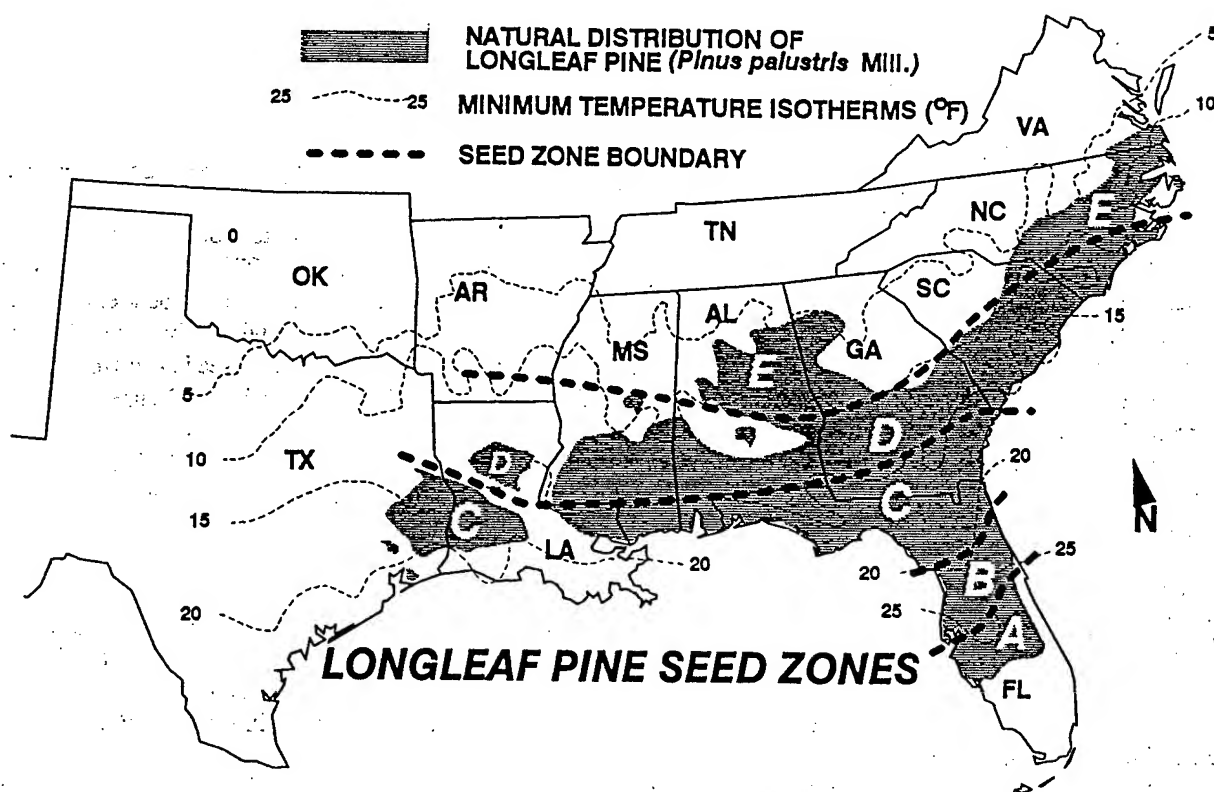 NATURAL DISTRIBUTION OF
LONGLEAF PINE (Pinus palustris Mill.)
25 25 MINIMUM TEMPERATURE ISOTHERMS (°F)
SEED ZONE BOUNDARY
5
10
VA
NC
E
TN
0
OK
AR
SC
AL
MS
GA
15
E
5
D
10
TX
D
20
15
C
C
N
LA
20
20
B
25
25
20
A
LONGLEAF PINE SEED ZONES
FL